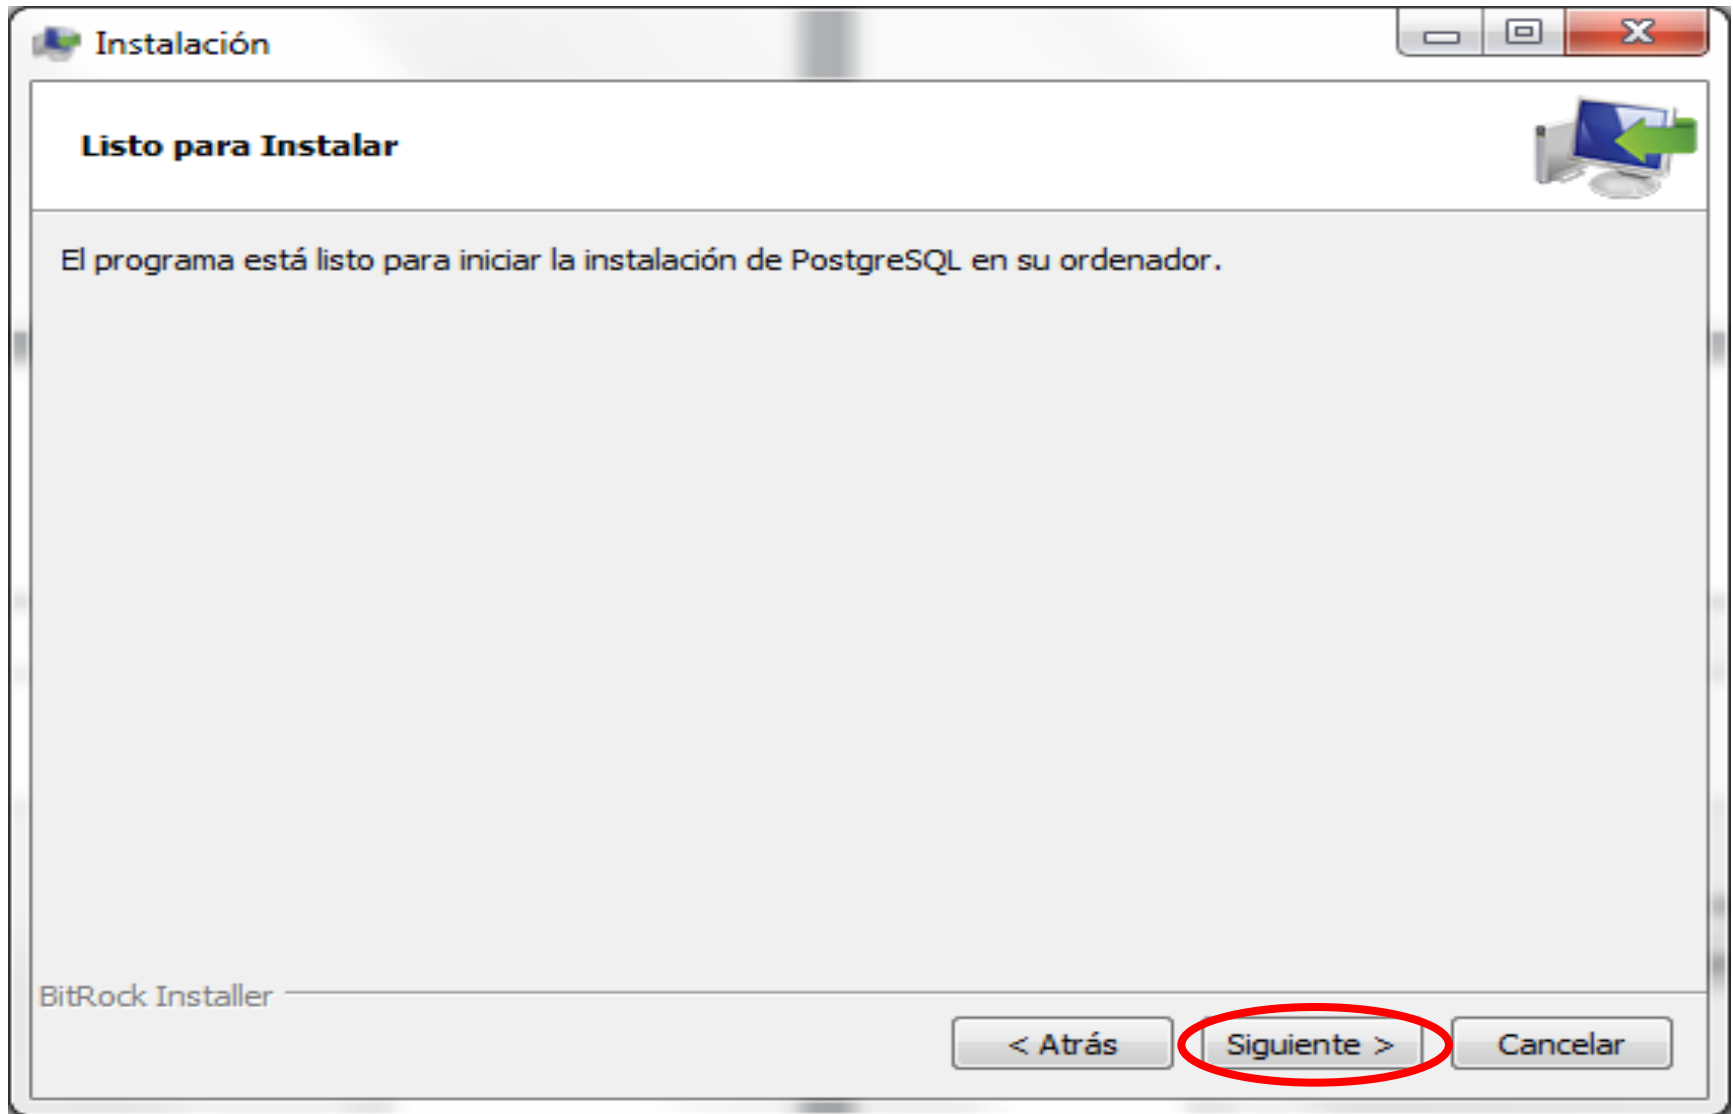 Instalación
Listo para Instalar
El programa está listo para iniciar la instalación de PostgreSQL en su ordenador.
BitRock Installer
< Atrás
Siguiente >
Cancelar